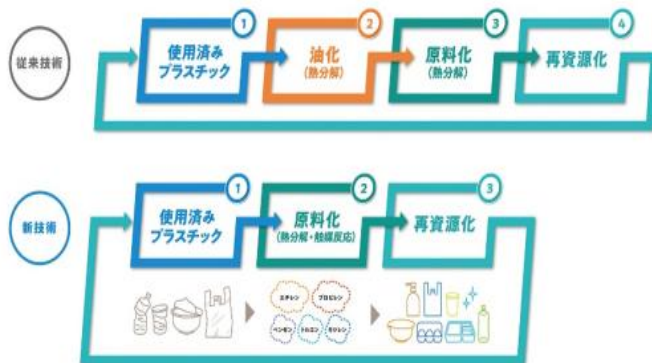 従来技術
1
使用済み
プラスチック
2
油化
(熱分解)
3
原料化
(熱分解)
4
再資源化
新技術
1
使用済み
プラスチック
2
原料化
(熱分解・触媒反応)
3
再資源化
エチレン
プロピレン
ベンゼン
トルエン
キシレン